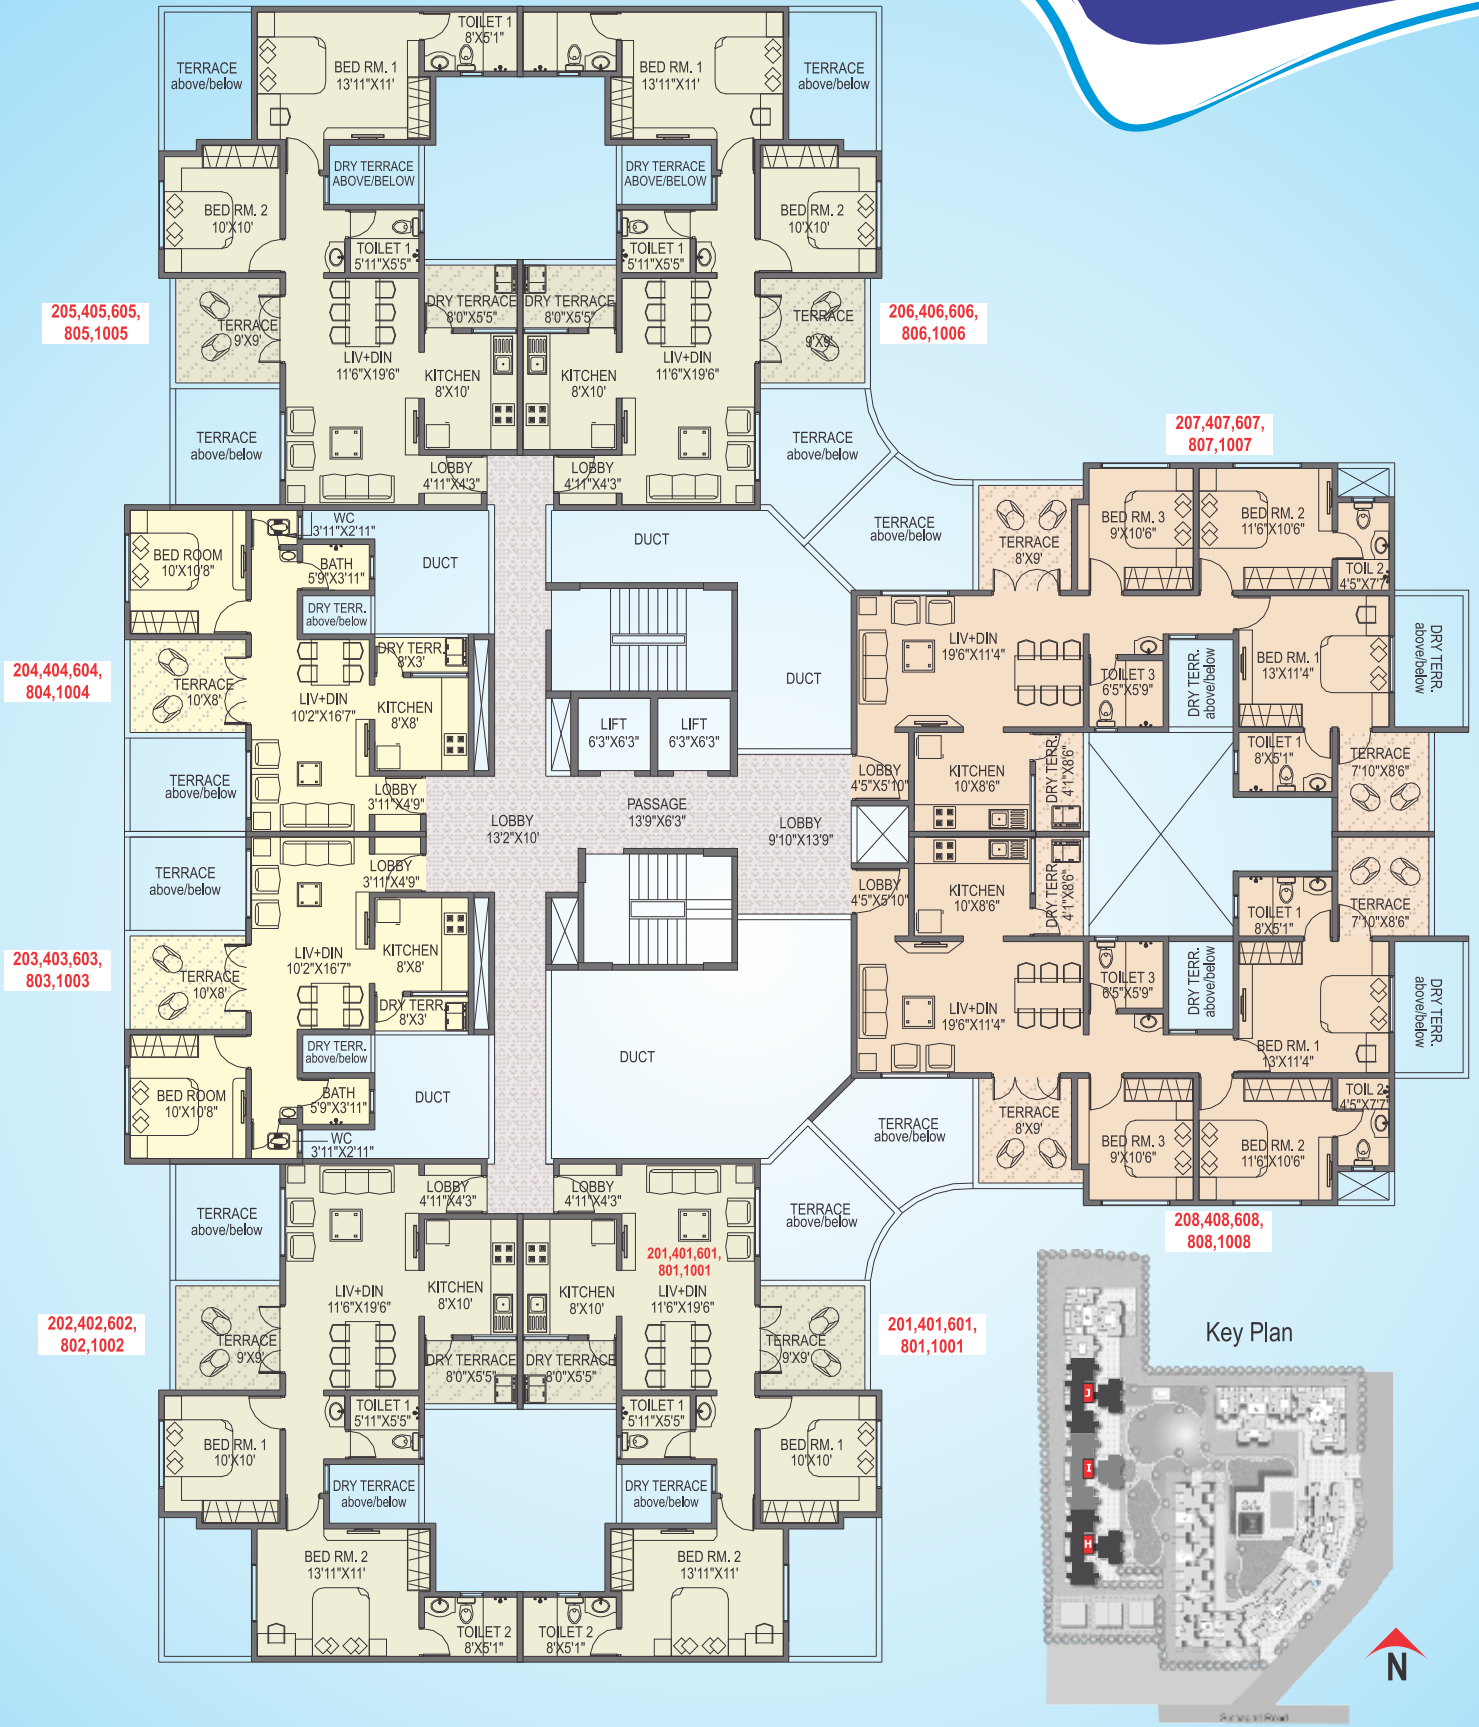 TOILET 1
8'X5'1"
TERRACE
above/below
BED RM. 1
13'11"X11'
BED RM. 1
13'11"X11'
TERRACE
above/below
DRY TERRACE
ABOVE/BELOW
DRY TERRACE
ABOVE/BELOW
BED RM. 2
10'X10'
TOILET 1
5'11"X5'5"
TOILET 1
5'11"X5'5"
BED RM. 2
10'X10'
205,405,605,
805,1005
TERRACE
9'X9'
DRY TERRACE
8'0"X5'5"
DRY TERRACE
8'0"X5'5"
TERRACE
9'X9'
206,406,606,
806,1006
LIV+DIN
11'6"X19'6"
KITCHEN
8'X10'
KITCHEN
8'X10'
LIV+DIN
11'6"X19'6"
TERRACE
above/below
LOBBY
4'11"X4'3"
LOBBY
4'11"X4'3"
TERRACE
above/below
207,407,607,
807,1007
WC
3'11"X2'11"
BED ROOM
10'X10'8"
BATH
5'9"X3'11"
DUCT
DUCT
TERRACE
above/below
TERRACE
8'X9'
BED RM. 3
9'X10'6"
BED RM. 2
11'6"X10'6"
TOIL 2
4'5"X7'7"
DRY TERR.
above/below
204,404,604,
804,1004
TERRACE
10'X8'
LIV+DIN
10'2"X16'7"
DRY TERR.
8'X3'
KITCHEN
8'X8'
LIFT
6'3"X6'3"
LIFT
6'3"X6'3"
DUCT
LIV+DIN
19'6"X11'4"
TOILET 3
6'5"X5'9"
DRY TERR.
above/below
BED RM. 1
13'X11'4"
DRY TERR.
above/below
TERRACE
above/below
LOBBY
3'11"X4'9"
LOBBY
13'2"X10'
PASSAGE
13'9"X6'3"
LOBBY
9'10"X13'9"
LOBBY
4'5"X5'10"
KITCHEN
10'X8'6"
DRY TERR.
4'1"X8'6"
TOILET 1
8'X5'1"
TERRACE
7'10"X8'6"
TERRACE
above/below
LOBBY
3'11"X4'9"
LOBBY
4'5"X5'10"
KITCHEN
10'X8'6"
DRY TERR.
4'1"X8'6"
TOILET 1
8'X5'1"
TERRACE
7'10"X8'6"
203,403,603,
803,1003
TERRACE
10'X8'
LIV+DIN
10'2"X16'7"
KITCHEN
8'X8'
DRY TERR.
8'X3'
LIV+DIN
19'6"X11'4"
TOILET 3
6'5"X5'9"
DRY TERR.
above/below
BED RM. 1
13'X11'4"
DRY TERR.
above/below
DRY TERR.
above/below
DUCT
BED ROOM
10'X10'8"
BATH
5'9"X3'11"
DUCT
WC
3'11"X2'11"
TERRACE
above/below
TERRACE
8'X9'
BED RM. 3
9'X10'6"
BED RM. 2
11'6"X10'6"
TOIL 2
4'5"X7'7"
TERRACE
above/below
LOBBY
4'11"X4'3"
LOBBY
4'11"X4'3"
TERRACE
above/below
208,408,608,
808,1008
201,401,601,
801,1001
LIV+DIN
11'6"X19'6"
KITCHEN
8'X10'
KITCHEN
8'X10'
LIV+DIN
11'6"X19'6"
202,402,602,
802,1002
TERRACE
9'X9'
DRY TERRACE
8'0"X5'5"
DRY TERRACE
8'0"X5'5"
TERRACE
9'X9'
201,401,601,
801,1001
Key Plan
BED RM. 1
10'X10'
TOILET 1
5'11"X5'5"
TOILET 1
5'11"X5'5"
BED RM. 1
10'X10'
DRY TERRACE
above/below
DRY TERRACE
above/below
BED RM. 2
13'11"X11'
BED RM. 2
13'11"X11'
TOILET 2
8'X5'1"
TOILET 2
8'X5'1"
J
I
H
N